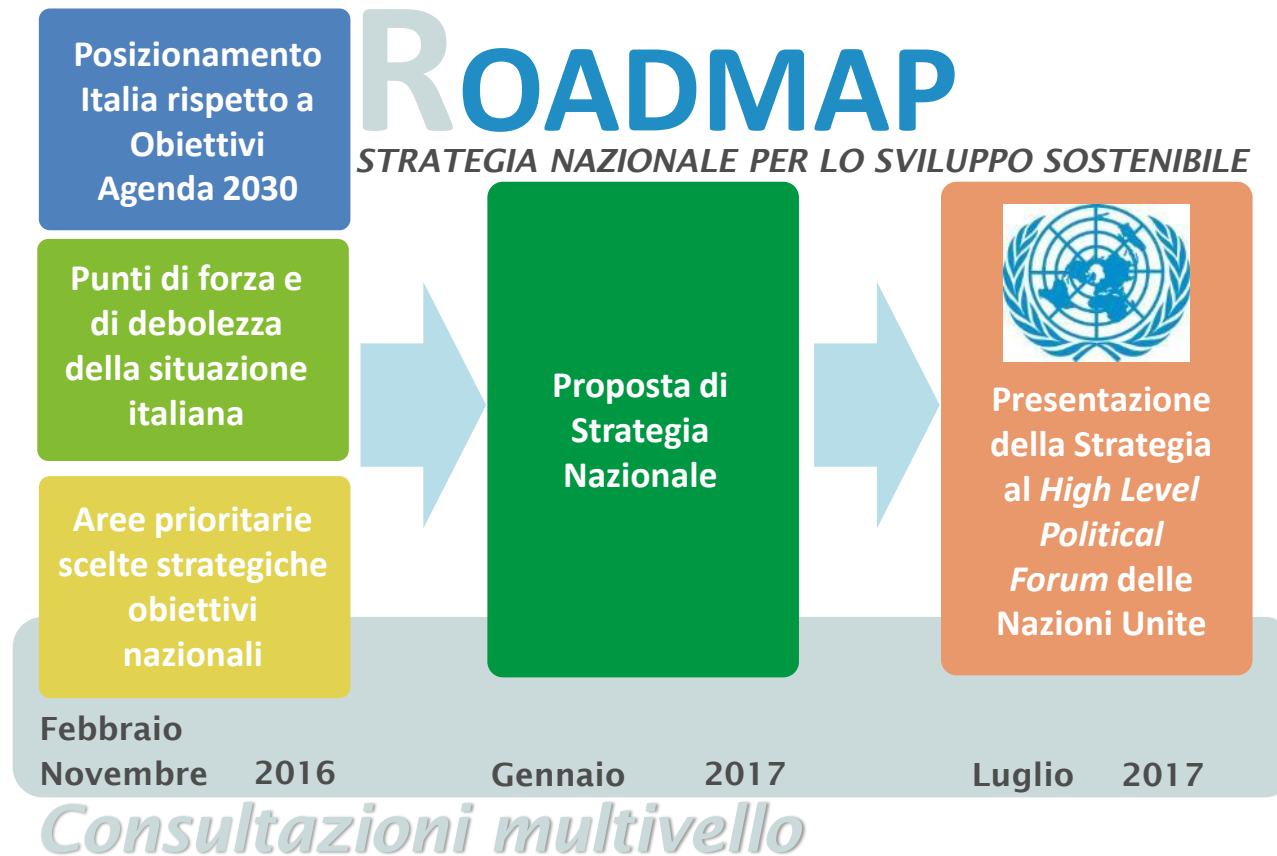 ROADMAP
STRATEGIA NAZIONALE PER LO SVILUPPO SOSTENIBILE
Posizionamento
Italia rispetto a
Obiettivi
Agenda 2030
Punti di forza e
di debolezza
della situazione
italiana
Aree prioritarie
scelte strategiche
obiettivi
nazionali
Proposta di
Strategia
Nazionale
Presentazione
della Strategia
al High Level
Political
Forum delle
Nazioni Unite
Febbraio
Novembre 2016
Gennaio 2017
Luglio 2017
Consultazioni multivello